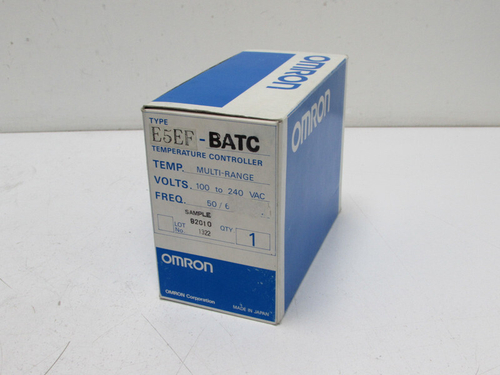 TYPE
E5EF-BATC
TEMPERATURE CONTROLLER
TEMP. MULTI-RANGE
VOLTS. 100 to 240 VAC
FREQ. 50/6
SAMPLE
LOT No. B2010 1322 QTY 1
OMRON
OMRON Corporation
MADE IN JAPAN
OMRON
OMRON